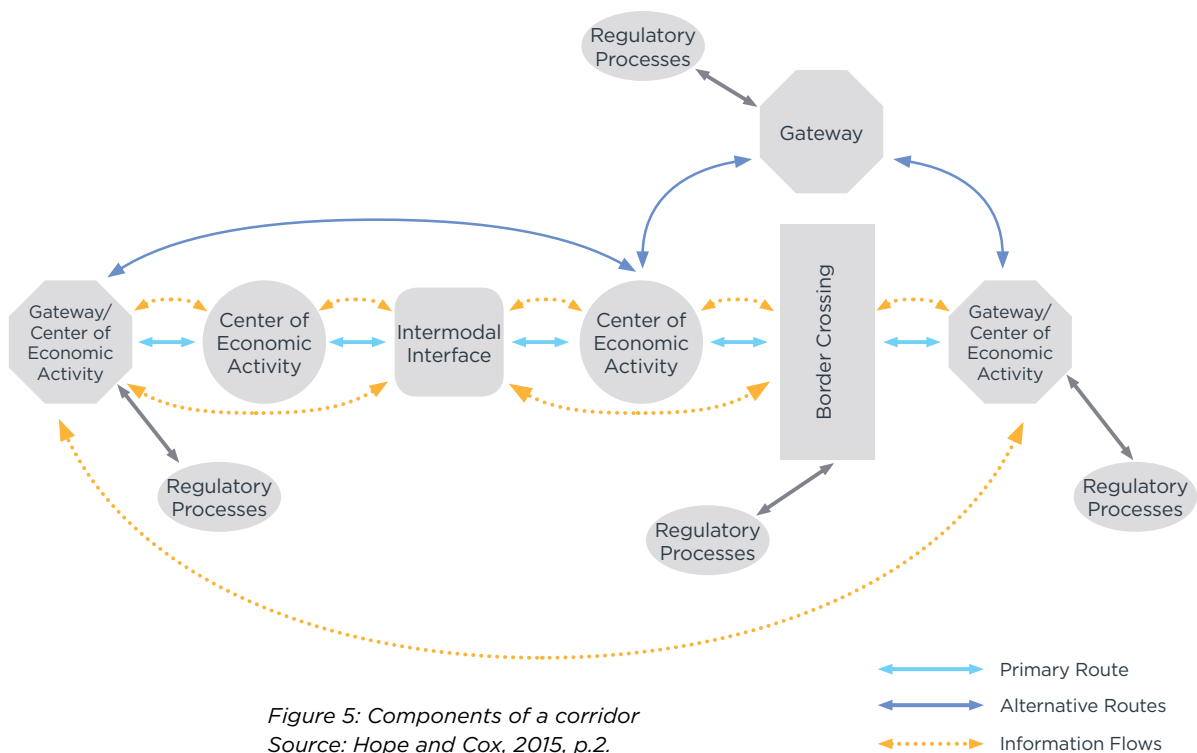 Regulatory
Processes
Gateway
Gateway/
Center of
Economic
Activity
Center of
Economic
Activity
Intermodal
Interface
Center of
Economic
Activity
Border Crossing
Gateway/
Center of
Economic
Activity
Regulatory
Processes
Regulatory
Processes
Regulatory
Processes
Primary Route
Alternative Routes
Information Flows
Figure 5: Components of a corridor
Source: Hope and Cox, 2015, p.2.